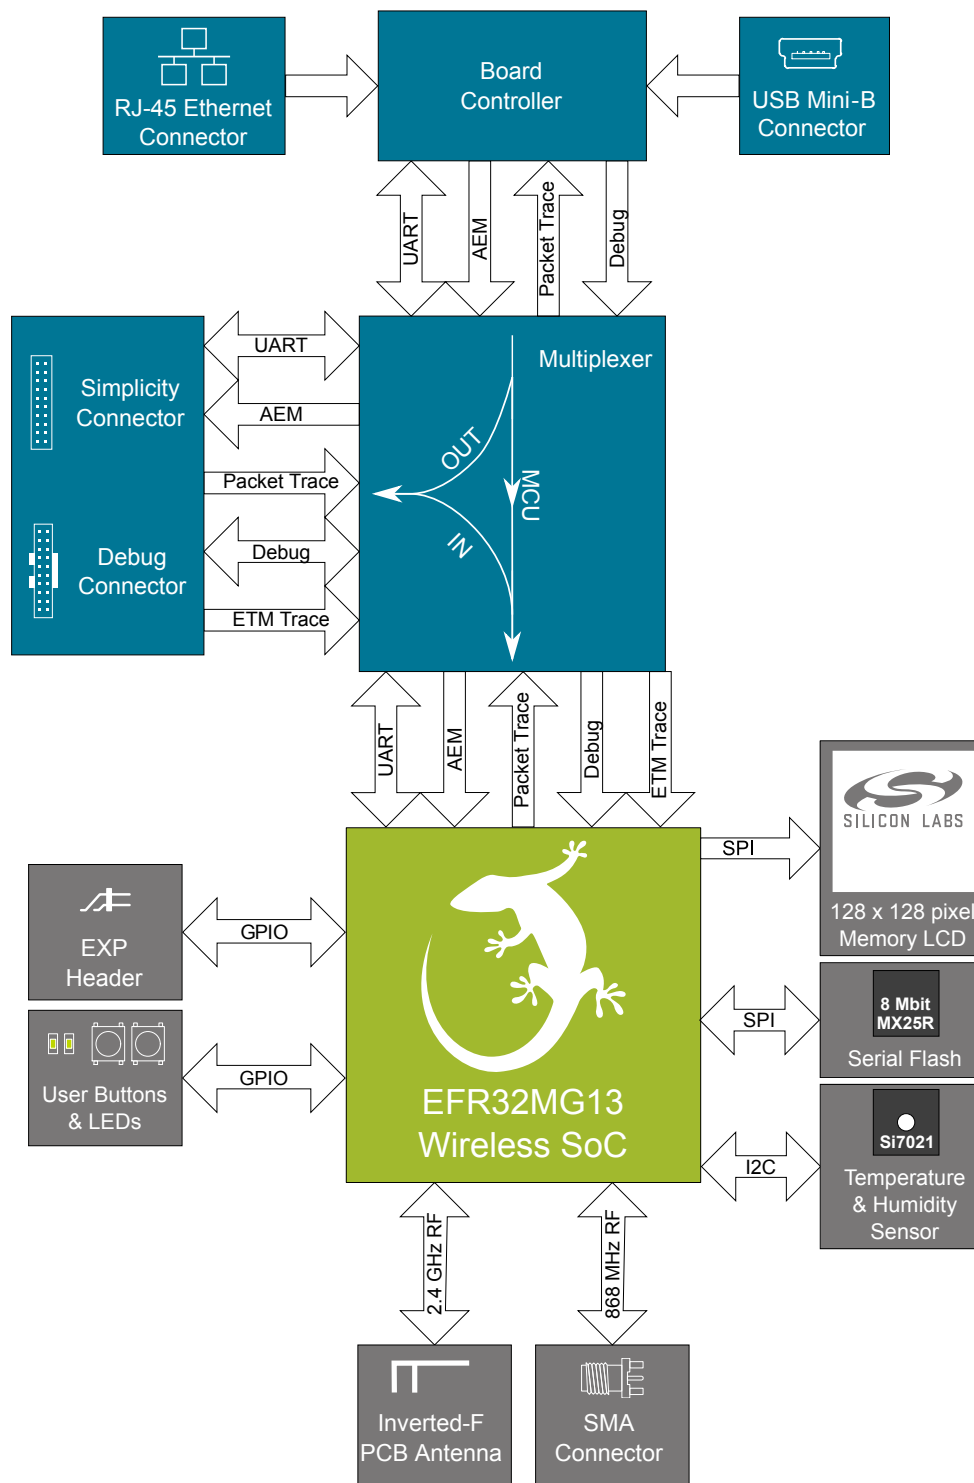 RJ-45 Ethernet
Connector
Board
Controller
USB Mini-B
Connector
UART
AEM
Packet Trace
Debug
Simplicity
Connector
Debug
Connector
UART
AEM
Packet Trace
Debug
ETM Trace
Multiplexer
OUT
MCU
IN
UART
AEM
Packet Trace
Debug
ETM Trace
SILICON LABS
128 x 128 pixel
Memory LCD
SPI
EXP
Header
GPIO
8 Mbit
MX25R
Serial Flash
SPI
User Buttons
& LEDs
GPIO
EFR32MG13
Wireless SoC
Si7021
Temperature
& Humidity
Sensor
I2C
2.4 GHz RF
868 MHz RF
Inverted-F
PCB Antenna
SMA
Connector